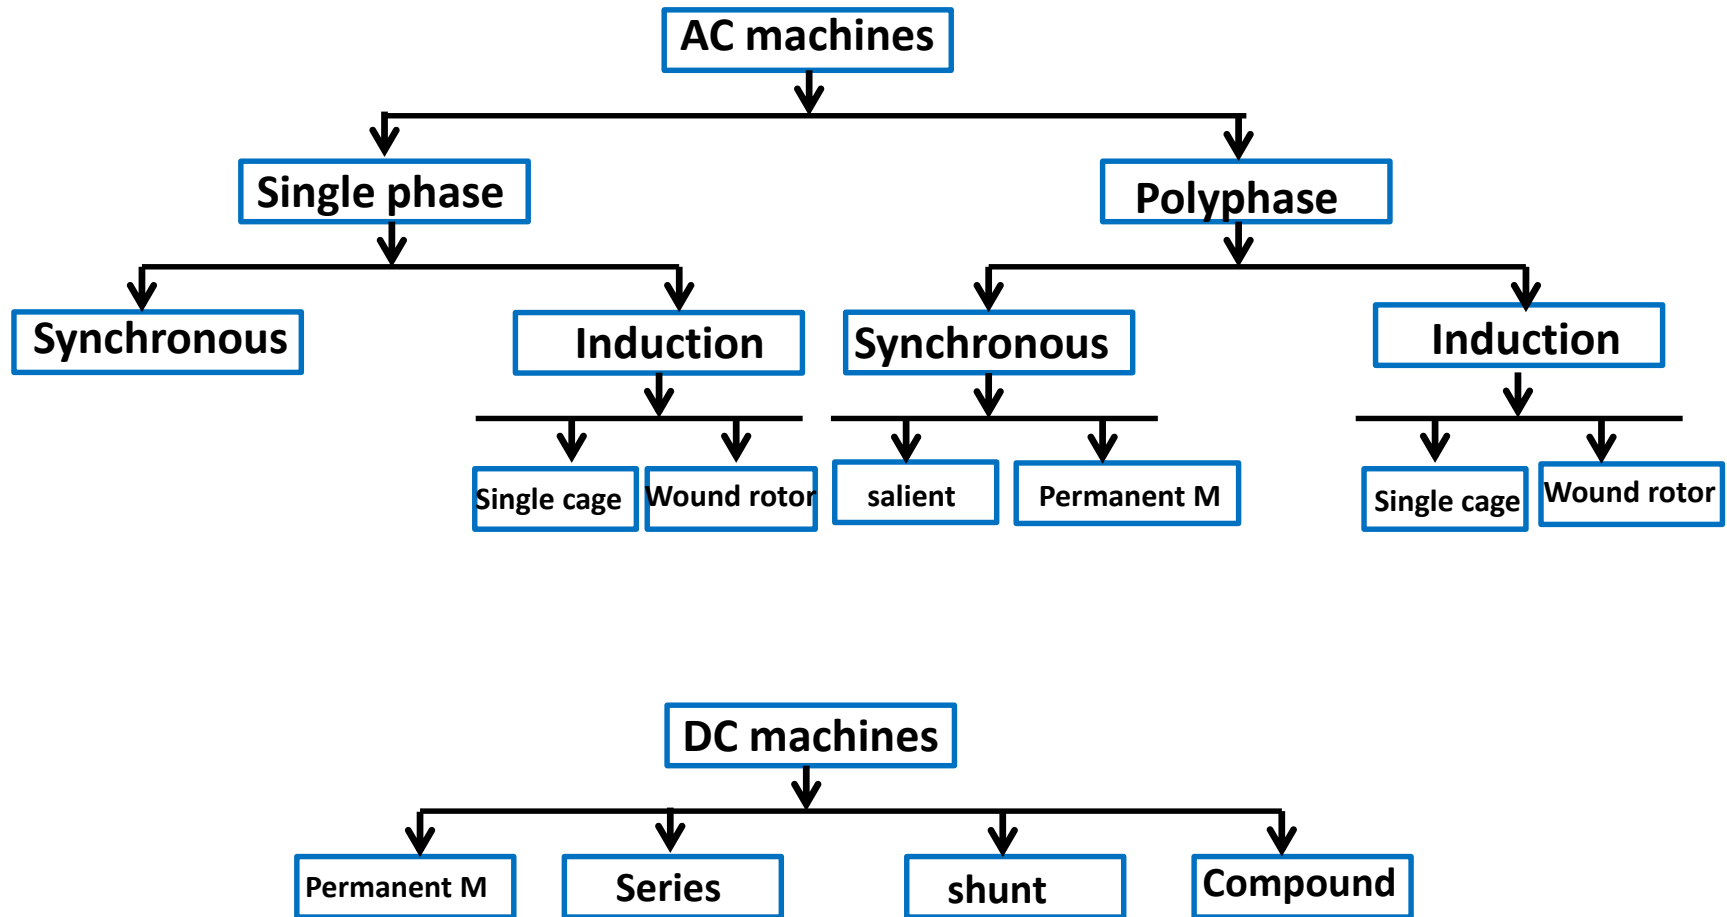 AC machines
Single phase
Polyphase
Synchronous
Induction
Synchronous
Induction
Single cage
Wound rotor
salient
Permanent M
Single cage
Wound rotor
DC machines
Permanent M
Series
shunt
Compound